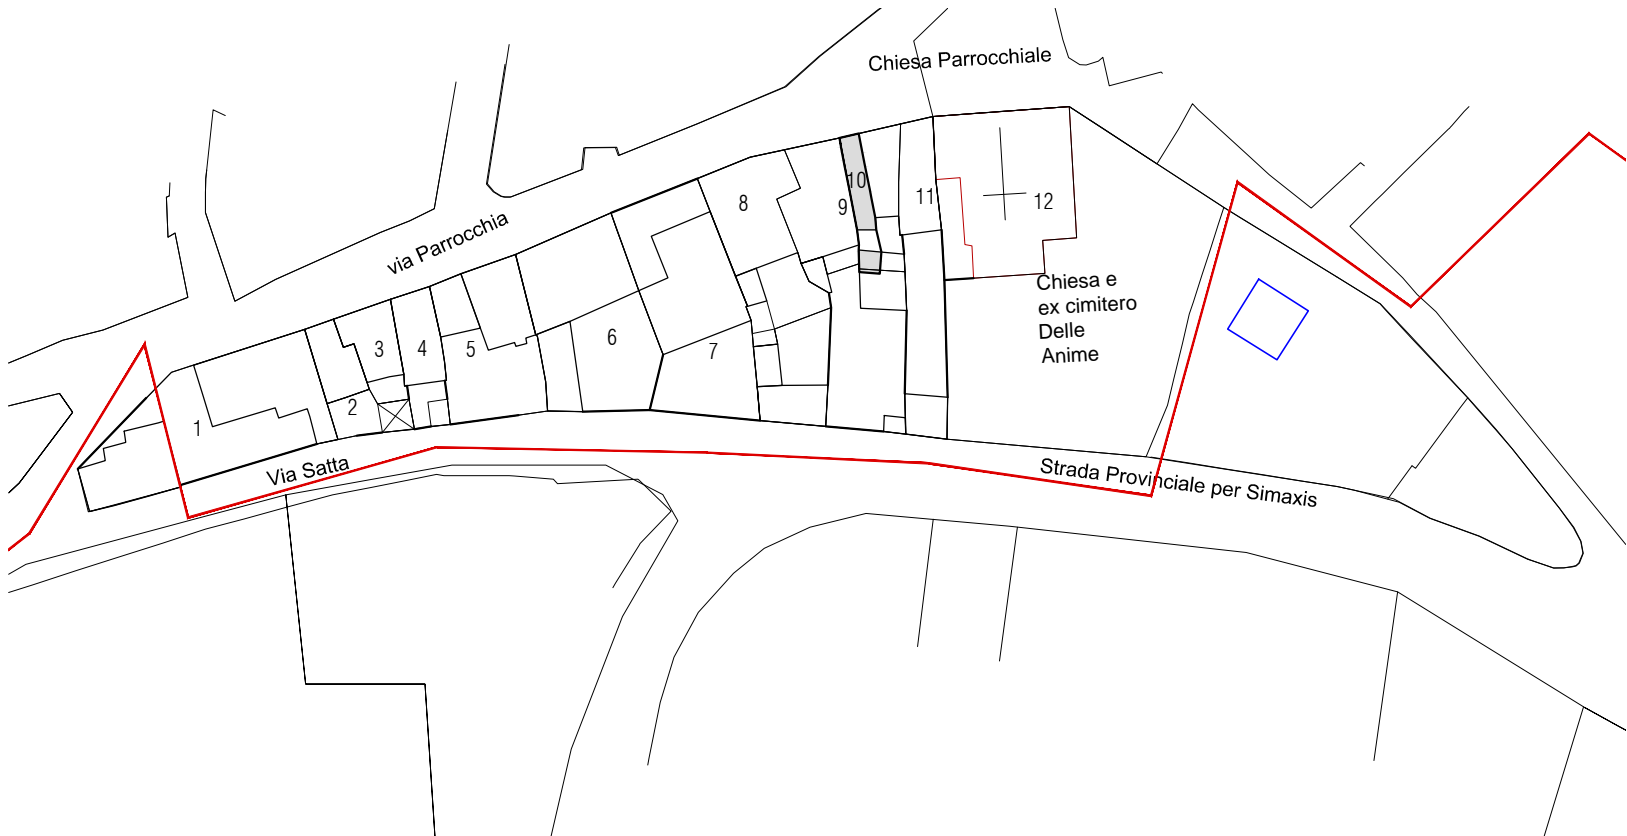 Chiesa Parrocchiale
via Parrocchia
10
11
12
8
9
Chiesa e
ex cimitero
Delle
Anime
3
4
5
6
7
2
1
Via Satta
Strada Provinciale per Simaxis